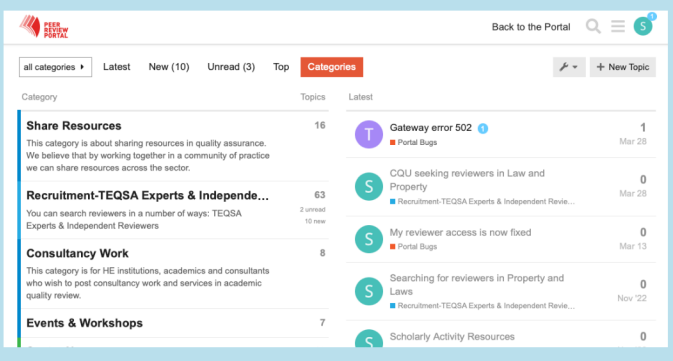 PEER
REVIEW
PORTAL
Back to the Portal
S
1
all categories
Latest
New (10)
Unread (3)
Top
Categories
+ New Topic
Category
Topics
Latest
Share Resources
16
This category is about sharing resources in quality assurance.
We believe that by working together in a community of practice
we can share resources across the sector.
Recruitment-TEQSA Experts & Independe...
63
You can search reviewers in a number of ways: TEQSA
Experts & Independent Reviewers
2 unread
10 new
Consultancy Work
8
This category is for HE institutions, academics and consultants
who wish to post consultancy work and services in academic
quality review.
Events & Workshops
7
T
Gateway error 502
1
1
Portal Bugs
Mar 28
S
CQU seeking reviewers in Law and
Property
0
Recruitment-TEQSA Experts & Independent Revie...
Mar 28
S
My reviewer access is now fixed
0
Portal Bugs
Mar 13
S
Searching for reviewers in Property and
Laws
0
Recruitment-TEQSA Experts & Independent Revie...
Nov '22
S
Scholarly Activity Resources
0